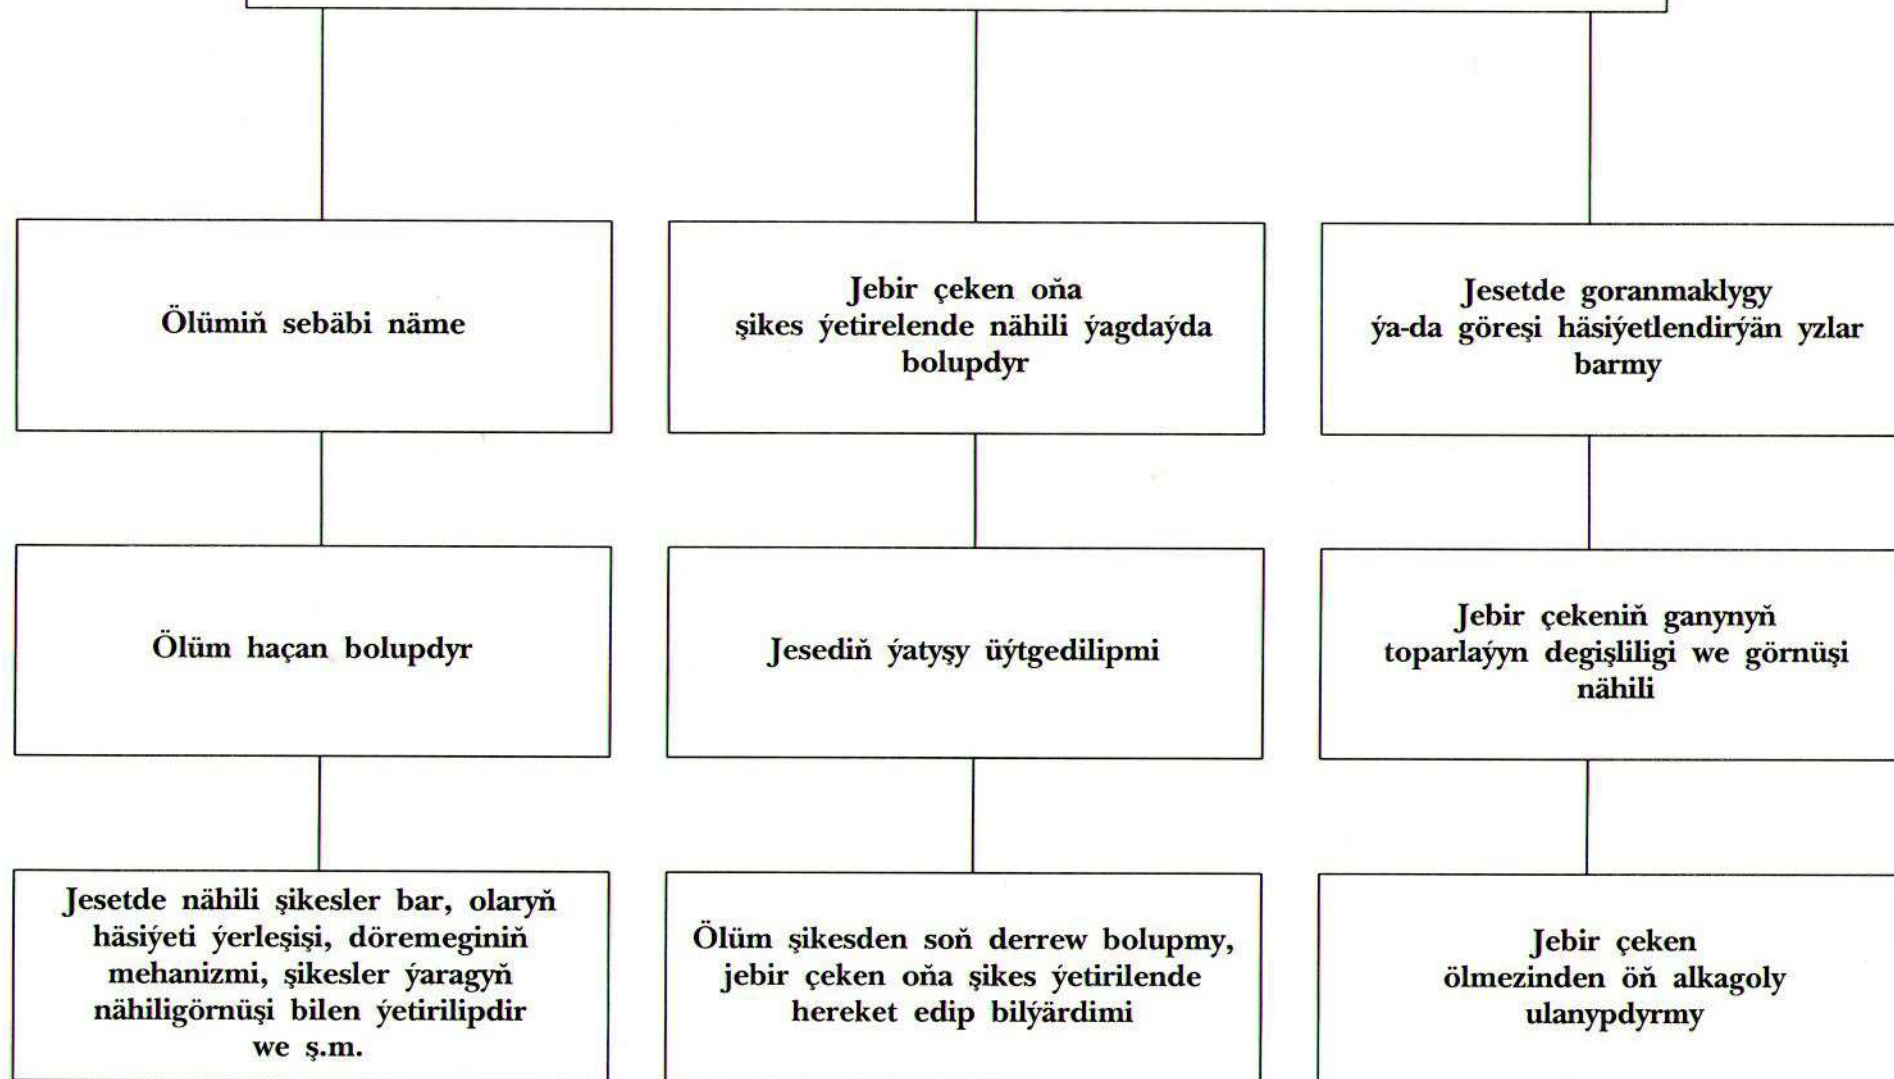 Ölümiň sebäbi näme
Jebir çeken oňa
şikes ýetirelende nähili ýagdaýda
bolupdyr
Jesetde goranmaklygy
ýa-da göreşi häsiýetlendirýän yzlar
barmy
Ölüm haçan bolupdyr
Jesediň ýatyşy üýtgedilipmi
Jebir çekeniň ganynyň
toparlaýyn degişliligi we görnüşi
nähili
Jesetde nähili şikesler bar, olaryň
häsiýeti ýerleşişi, döremeginiň
mehanizmi, şikesler ýaragyň
nähiligörnüşi bilen ýetirilipdir
we ş.m.
Ölüm şikesden soň derrew bolupmy,
jebir çeken oňa şikes ýetirilende
hereket edip bilýärdimi
Jebir çeken
ölmezinden öň alkagoly
ulanypdyrmy